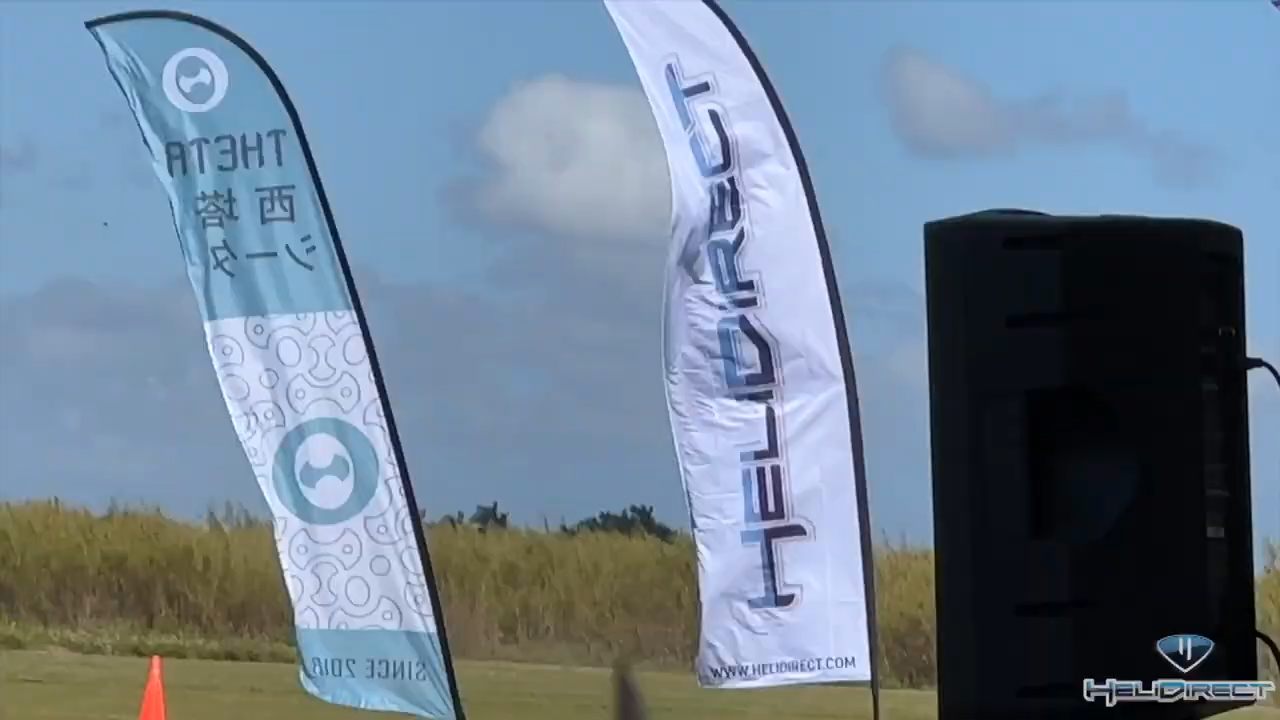 THETA
西塔
シータ
SINCE 2018
HELIDIRECT
WWW.HELIDIRECT.COM
HELIDIRECT